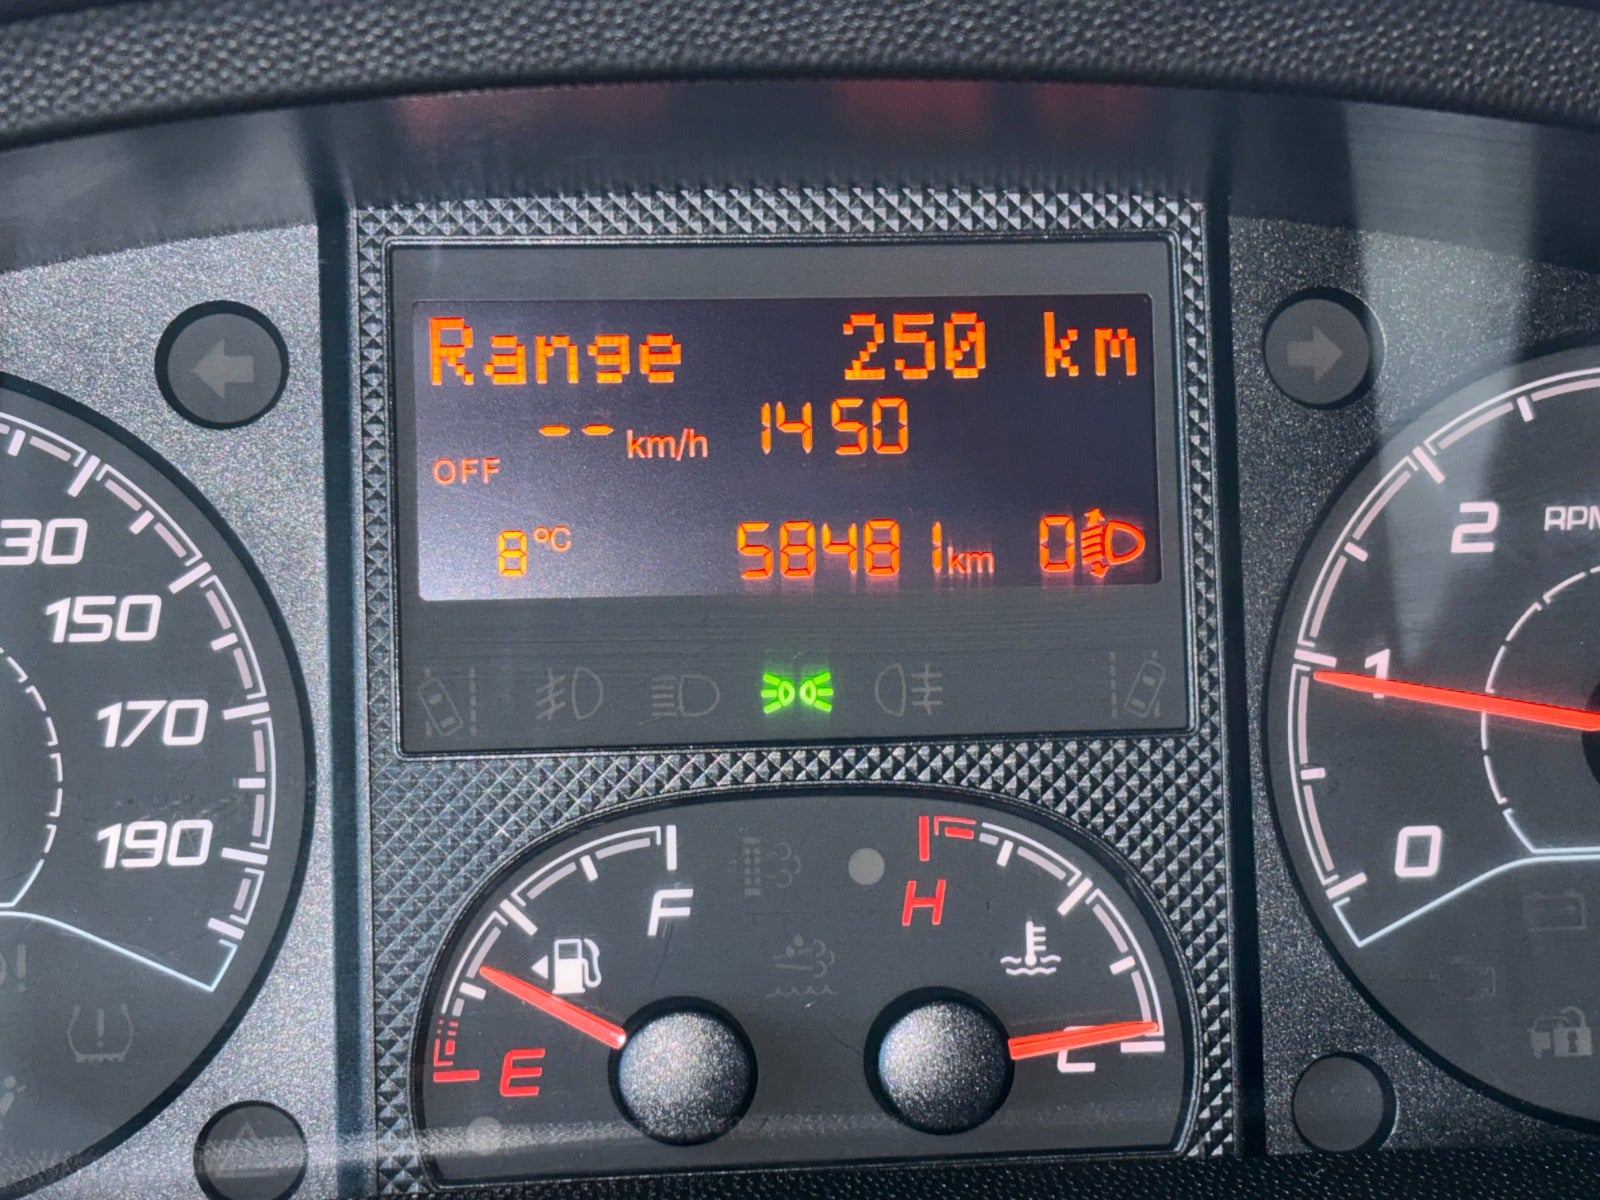 Range 250 km
-- km/h 14 50
OFF
8 °C 58481 km 0
30
150
170
190
2 RPM
1
0
F
E
H
C